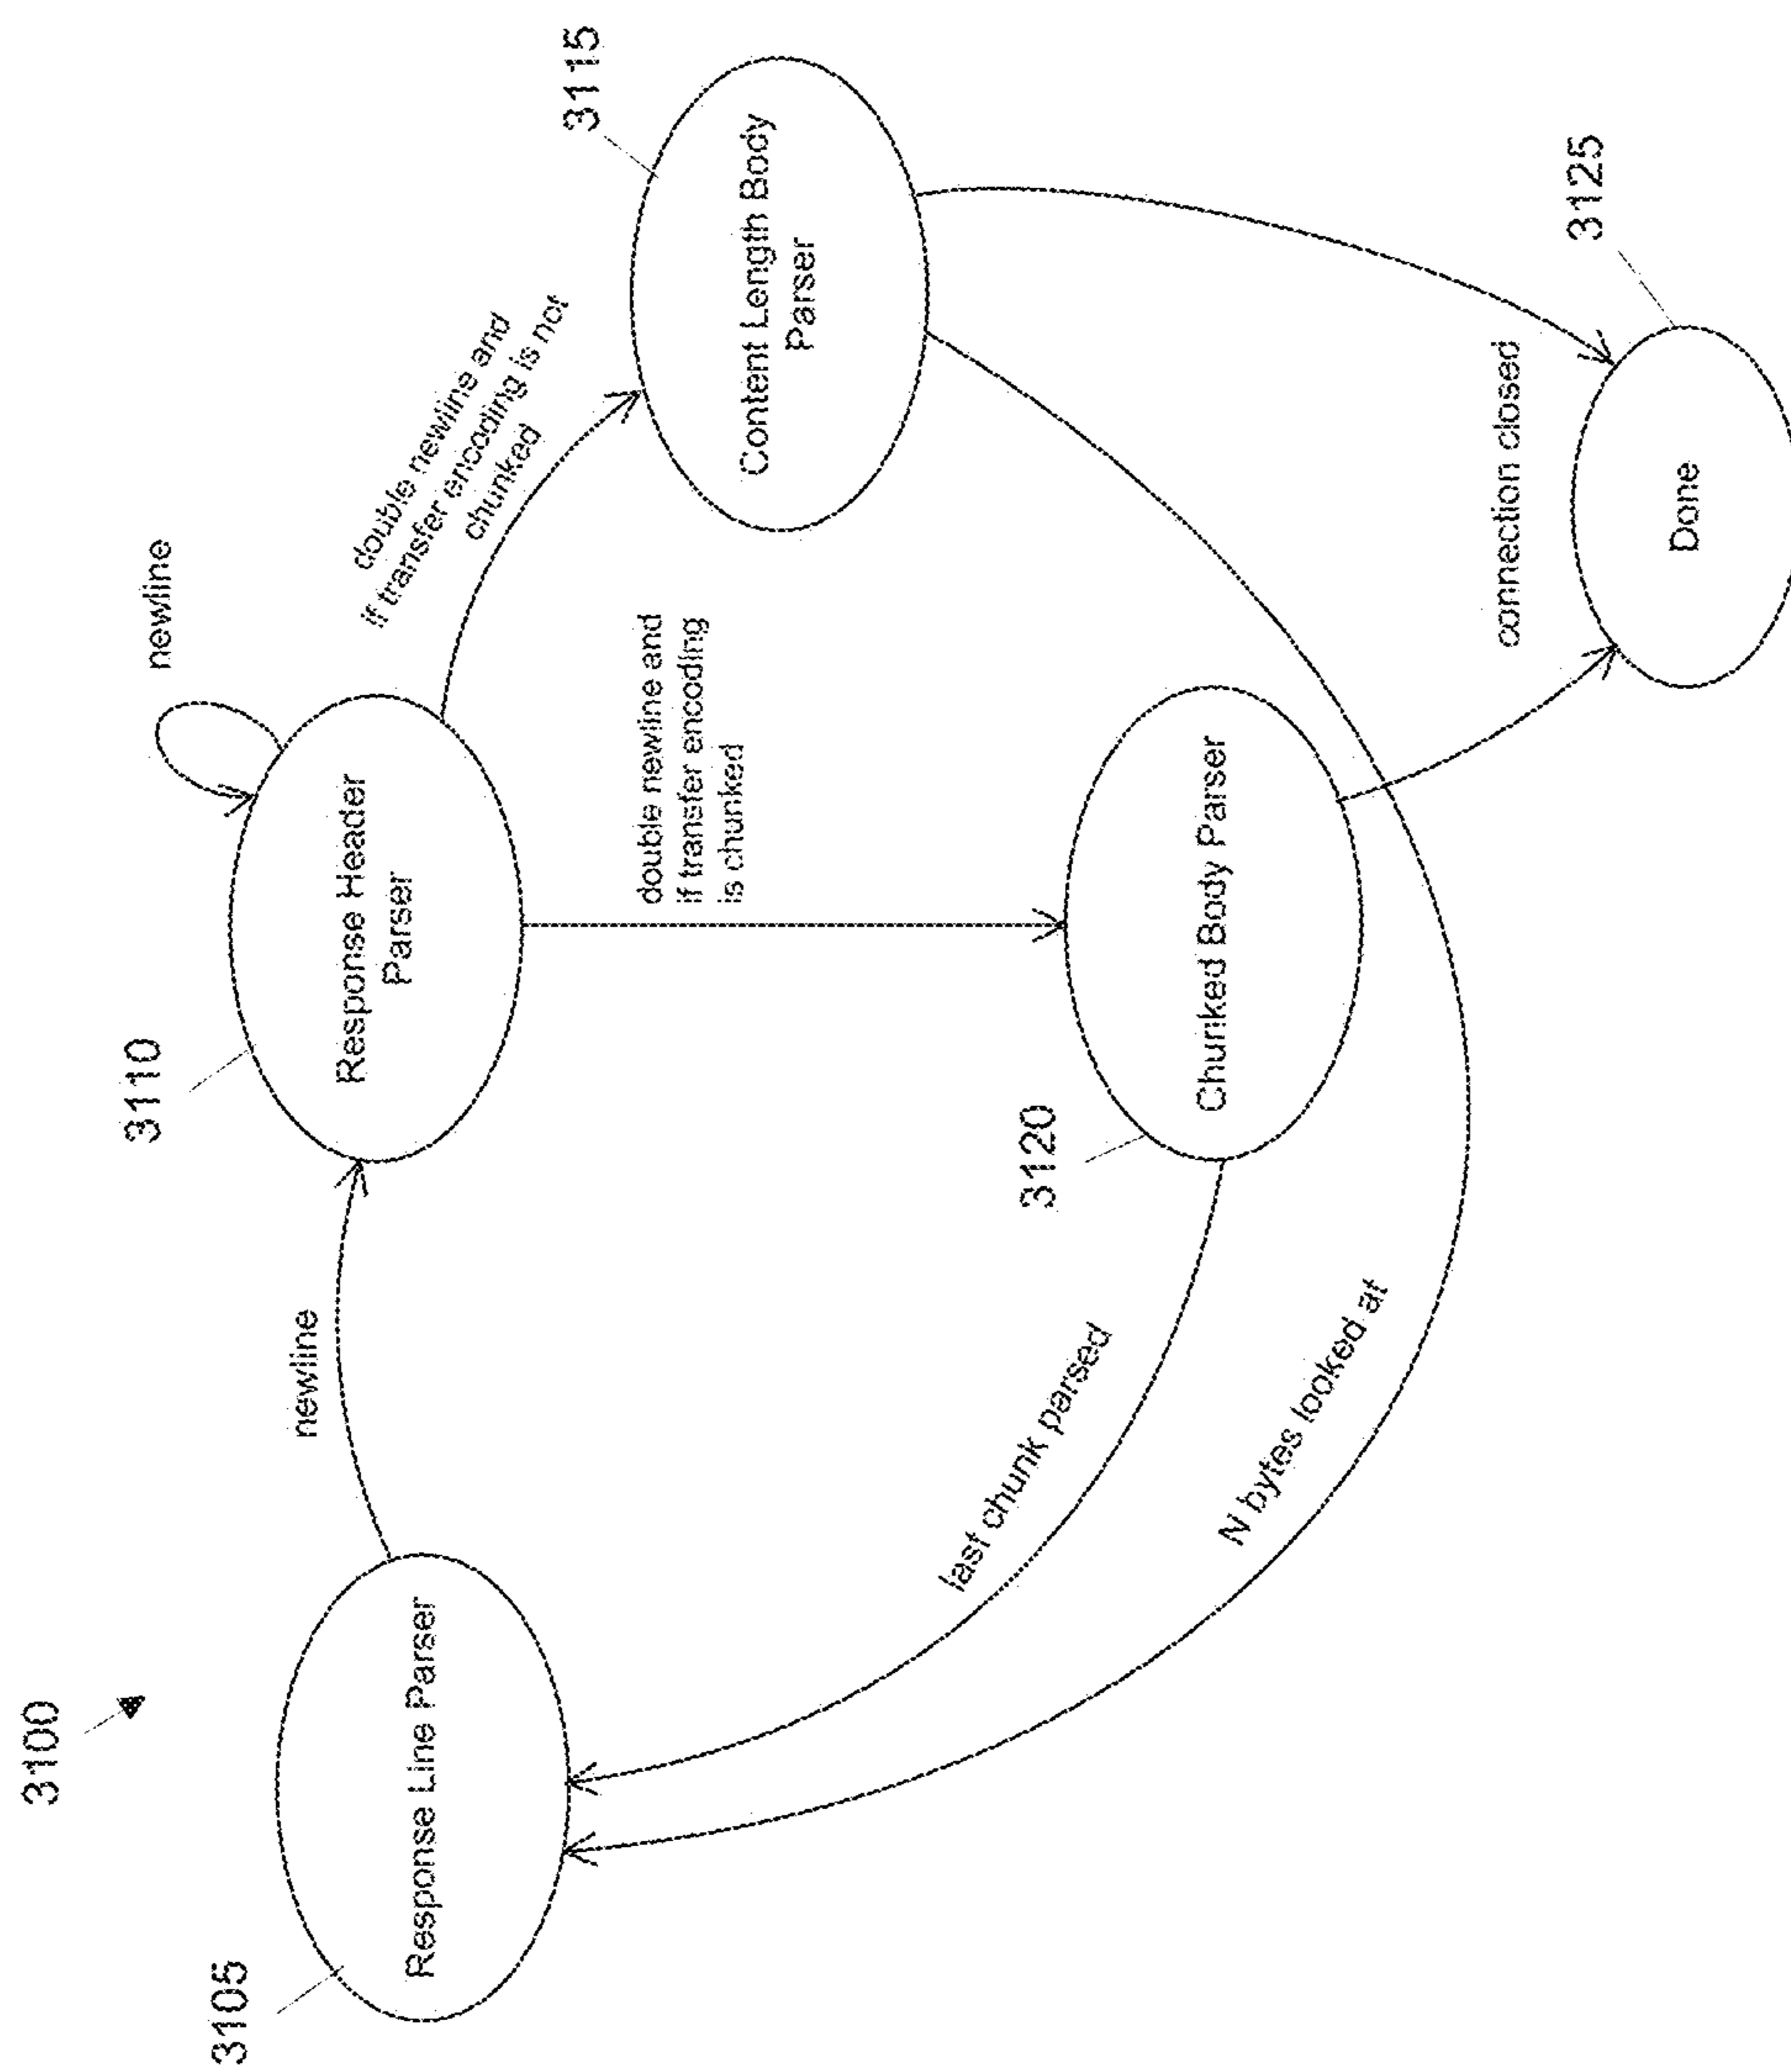 3100
3105
Response Line Parser
newline
3110
Response Header
Parser
newline
double newline and
if transfer encoding is not
chunked
3115
Content Length Body
Parser
double newline and
if transfer encoding
is chunked
3120
Chunked Body Parser
last chunk parsed
N bytes looked at
connection closed
3125
Done